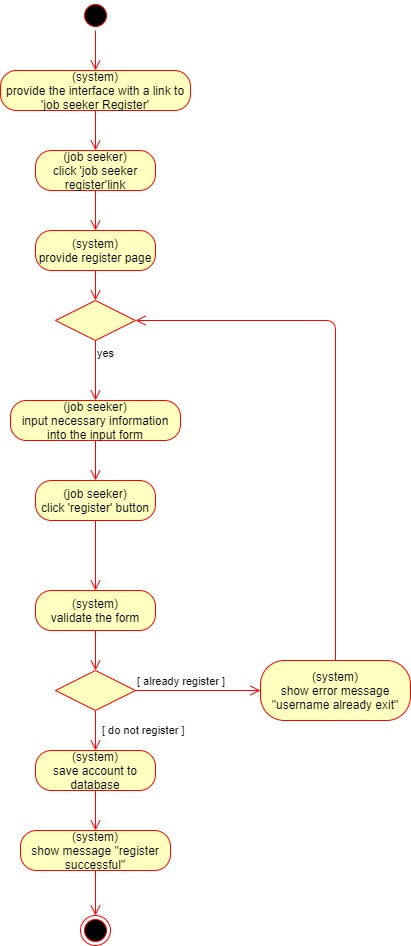 (system)
provide the interface with a link to
'job seeker Register'
(job seeker)
click 'job seeker
register'link
(system)
provide register page
yes
(job seeker)
input necessary information
into the input form
(job seeker)
click 'register' button
(system)
validate the form
[ already register ]
(system)
show error message
"username already exit"
[ do not register ]
(system)
save account to
database
(system)
show message "register
successful"